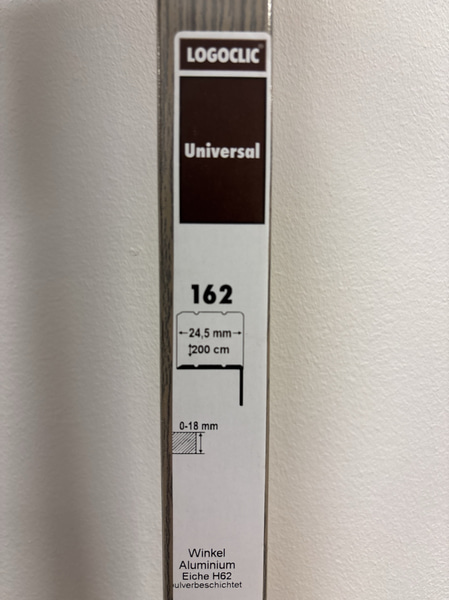 LOGOCLIC®
Universal
162
24,5 mm
200 cm
0-18 mm
Winkel
Aluminium
Eiche H62
pulverbeschichtet